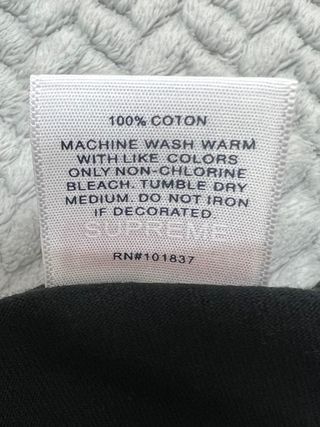 100% COTON
MACHINE WASH WARM
WITH LIKE COLORS
ONLY NON-CHLORINE
BLEACH. TUMBLE DRY
MEDIUM. DO NOT IRON
IF DECORATED.
SUPREME
RN#101837